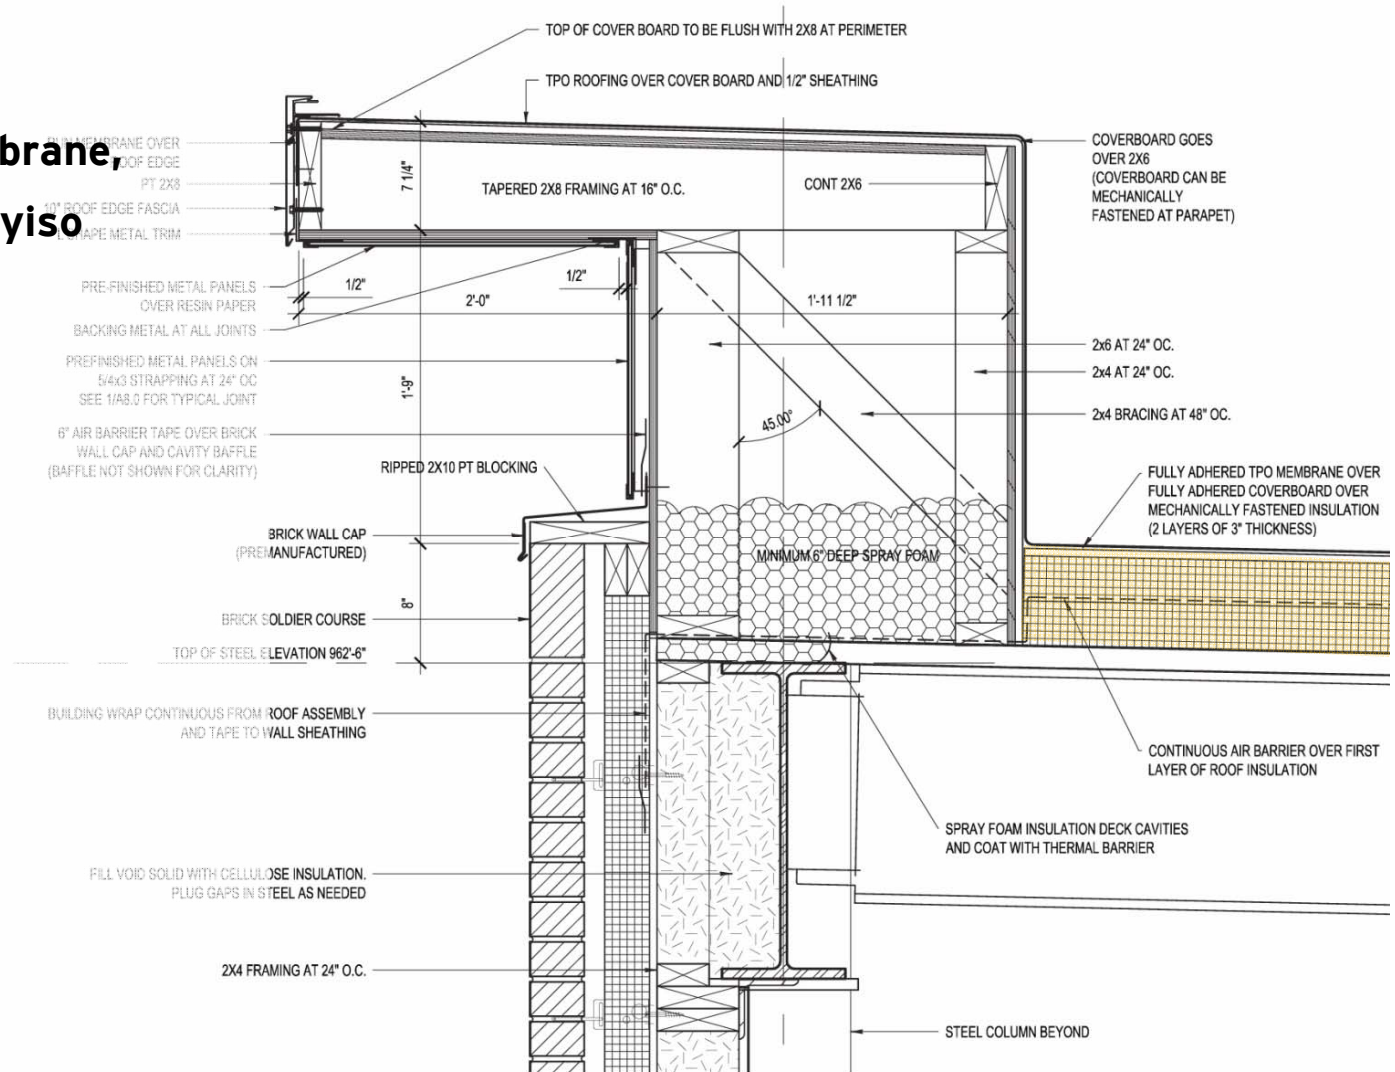 TOP OF COVER BOARD TO BE FLUSH WITH 2X8 AT PERIMETER
TPO ROOFING OVER COVER BOARD AND 1/2" SHEATHING
brane,
yiso
MEMBRANE OVER
ROOF EDGE
PT 2X8
10" ROOF EDGE FASCIA
SHAPE METAL TRIM
7 1/4"
TAPERED 2X8 FRAMING AT 16" O.C.
CONT 2X6
COVERBOARD GOES
OVER 2X6
(COVERBOARD CAN BE
MECHANICALLY
FASTENED AT PARAPET)
PRE-FINISHED METAL PANELS
OVER RESIN PAPER
BACKING METAL AT ALL JOINTS
1/2"
1/2"
2'-0"
1'-11 1/2"
PREFINISHED METAL PANELS ON
5/4x3 STRAPPING AT 24" OC
SEE 1/A8.0 FOR TYPICAL JOINT
1'-9"
2x6 AT 24" OC.
2x4 AT 24" OC.
2x4 BRACING AT 48" OC.
45.00°
6" AIR BARRIER TAPE OVER BRICK
WALL CAP AND CAVITY BAFFLE
(BAFFLE NOT SHOWN FOR CLARITY)
RIPPED 2X10 PT BLOCKING
FULLY ADHERED TPO MEMBRANE OVER
FULLY ADHERED COVERBOARD OVER
MECHANICALLY FASTENED INSULATION
(2 LAYERS OF 3" THICKNESS)
BRICK WALL CAP
(PREMANUFACTURED)
MINIMUM 6" DEEP SPRAY FOAM
8"
BRICK SOLDIER COURSE
TOP OF STEEL ELEVATION 962'-6"
BUILDING WRAP CONTINUOUS FROM ROOF ASSEMBLY
AND TAPE TO WALL SHEATHING
CONTINUOUS AIR BARRIER OVER FIRST
LAYER OF ROOF INSULATION
SPRAY FOAM INSULATION DECK CAVITIES
AND COAT WITH THERMAL BARRIER
FILL VOID SOLID WITH CELLULOSE INSULATION.
PLUG GAPS IN STEEL AS NEEDED
2X4 FRAMING AT 24" O.C.
STEEL COLUMN BEYOND